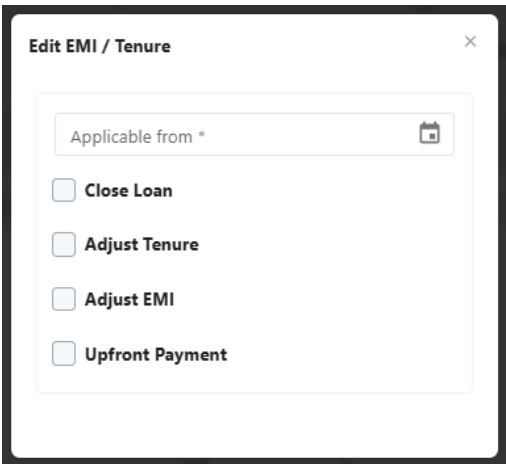 Edit EMI / Tenure
Applicable from *
Close Loan
Adjust Tenure
Adjust EMI
Upfront Payment